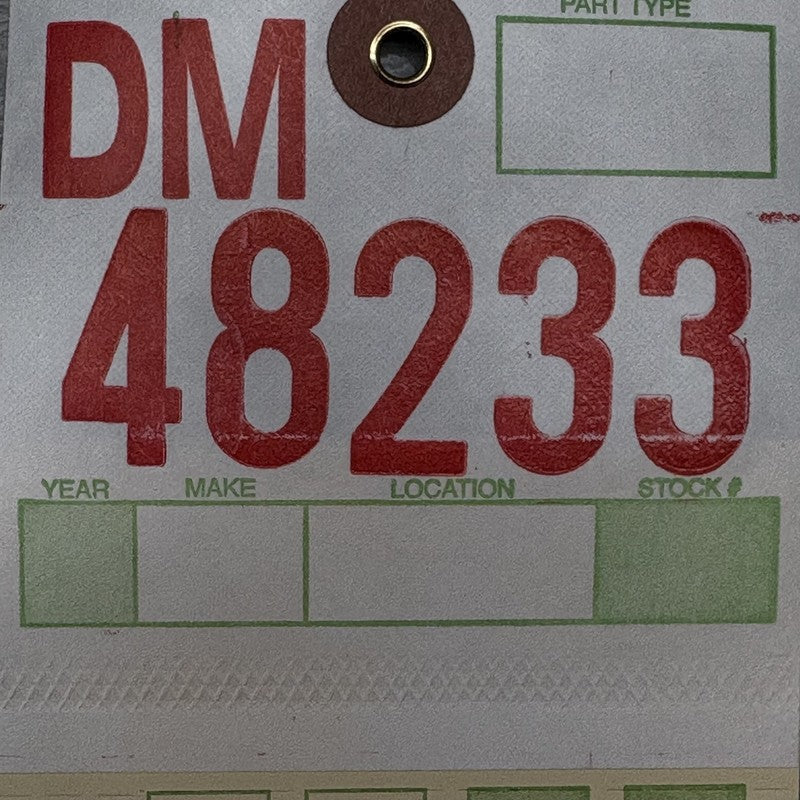 PART TYPE
DM
48233
YEAR MAKE LOCATION STOCK #